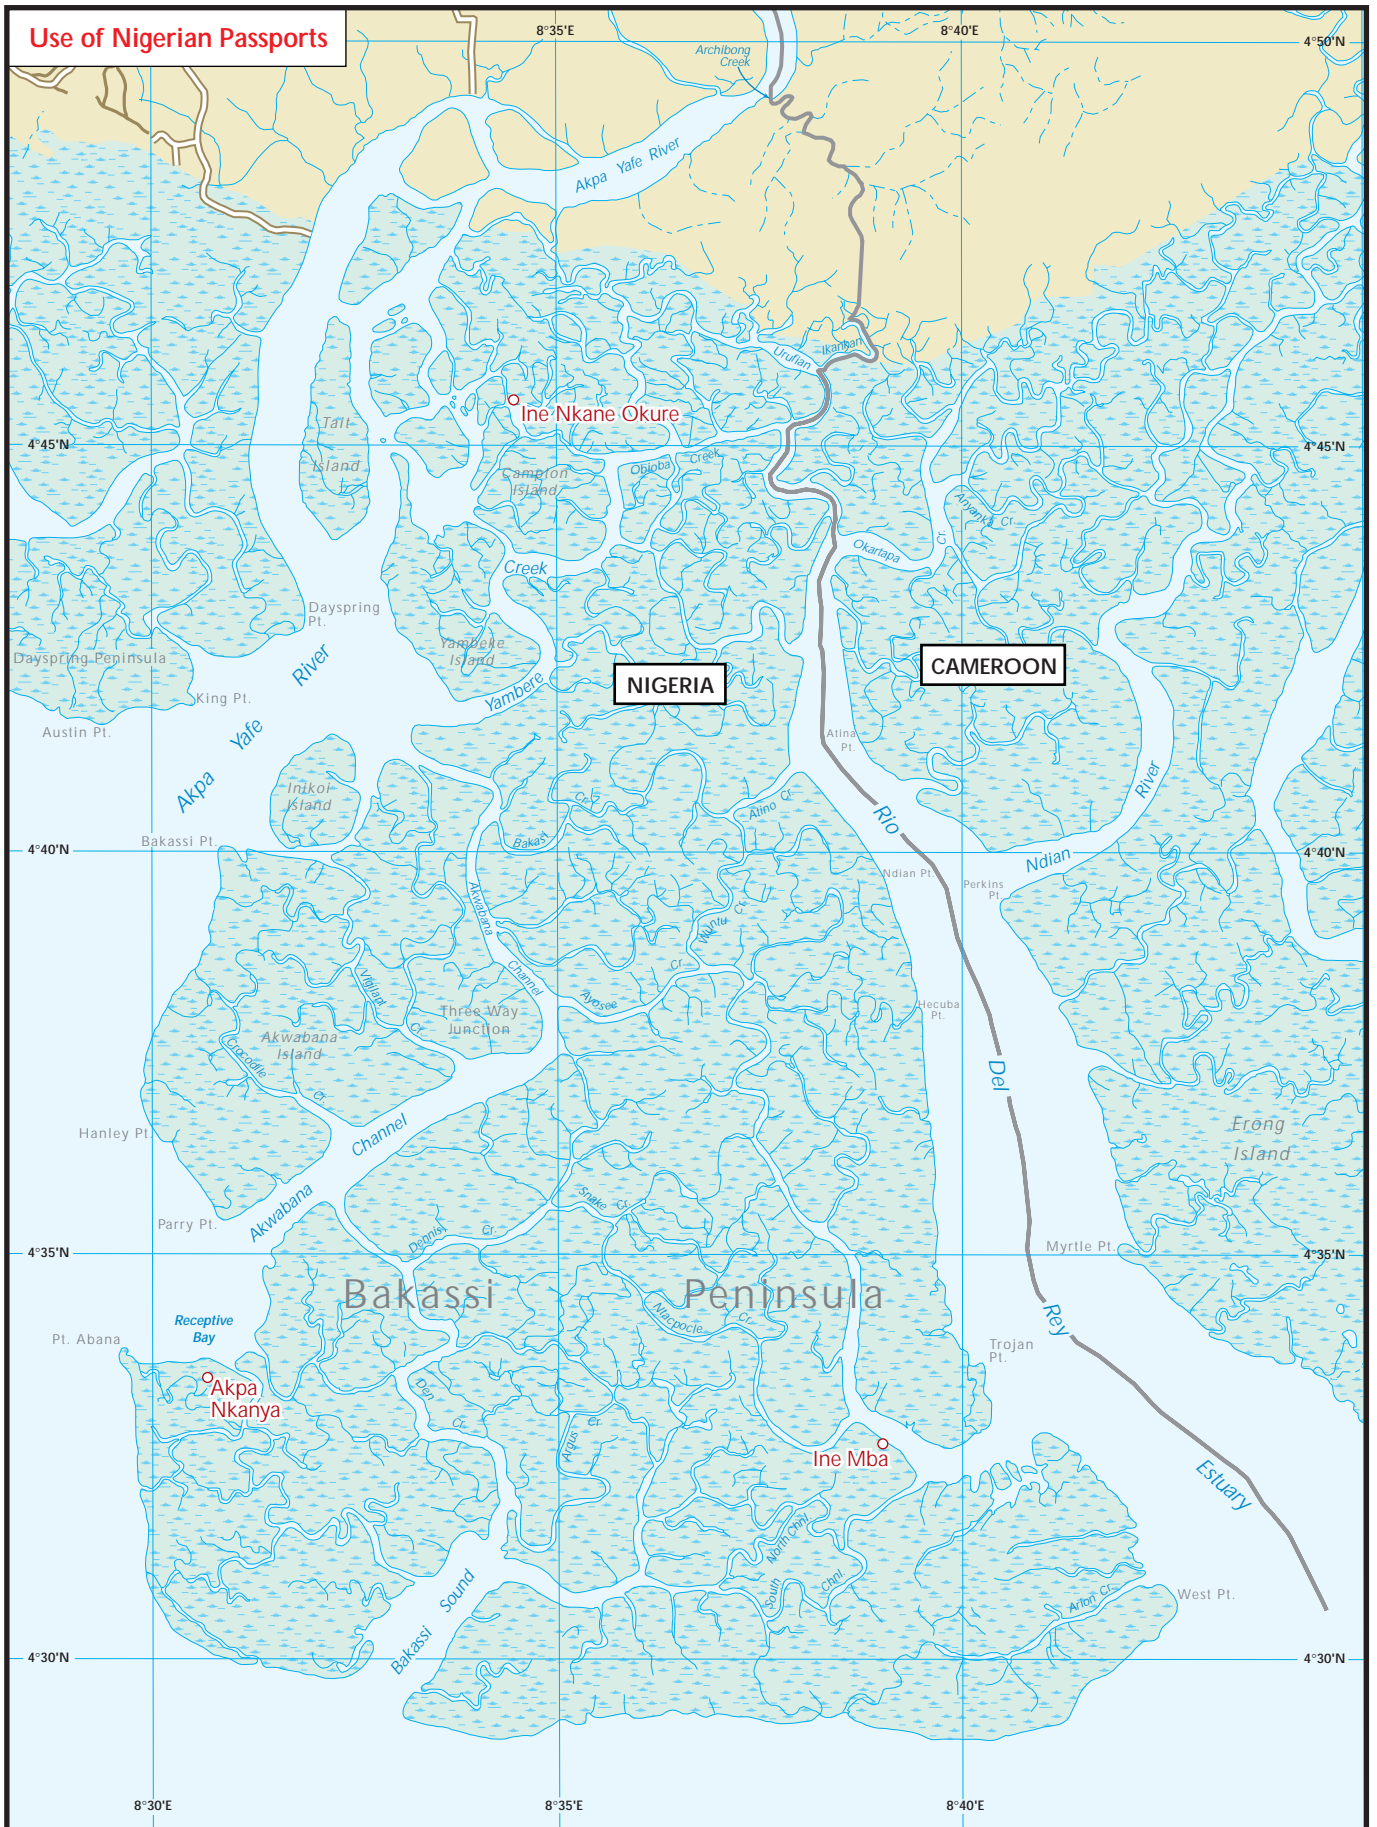 Use of Nigerian Passports
8°35'E
8°40'E
4°50'N
Archibong
Creek
Akpa Yafe River
Urufian
Ikankan
Ine Nkane Okure
Tait
Island
4°45'N
4°45'N
Campion
Island
Obioba Creek
Anyanka Cr.
Okarlapa
Cr.
Creek
Dayspring
Pt.
Yambeke
Island
Dayspring Peninsula
River
King Pt.
Yambere
NIGERIA
CAMEROON
Austin Pt.
Yafe
Atina
Pt.
Akpa
Inikoi
Island
Cr.
Atino Cr.
River
Rio
Bakassi Pt.
Bakasi
4°40'N
4°40'N
Ndian
Ndian Pt.
Perkins
Pt.
Akwabana
Wuntu Cr.
Channel
Cr.
Vigilant
Cr.
Ayosee
Three Way
Junction
Hecuba
Pt.
Akwabana
Island
Crocodile
Cr.
Del
Hanley Pt.
Channel
Erong
Island
Akwabana
Snake Cr.
Parry Pt.
Dennis Cr.
Myrtle Pt.
4°35'N
4°35'N
Bakassi Peninsula
Receptive
Bay
Nracpocle Cr.
Rey
Pt. Abana
Trojan
Pt.
Akpa
Nkanya
Den
Cr.
Argus Cr.
Ine Mba
Estuary
North Chnl.
South Chnl.
Sound
Arion Cr.
West Pt.
Bakassi
4°30'N
4°30'N
8°30'E
8°35'E
8°40'E